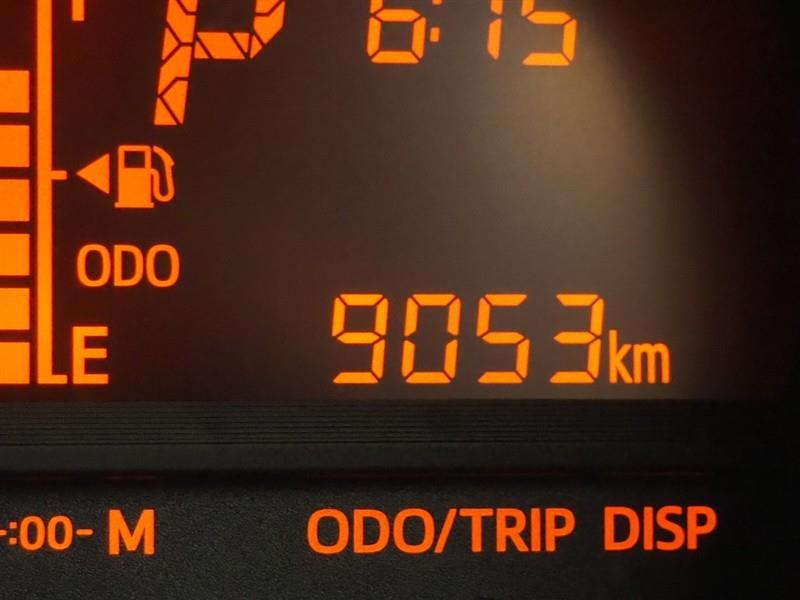 P 6:15
ODO
9053km
E
-:00- M ODO/TRIP DISP